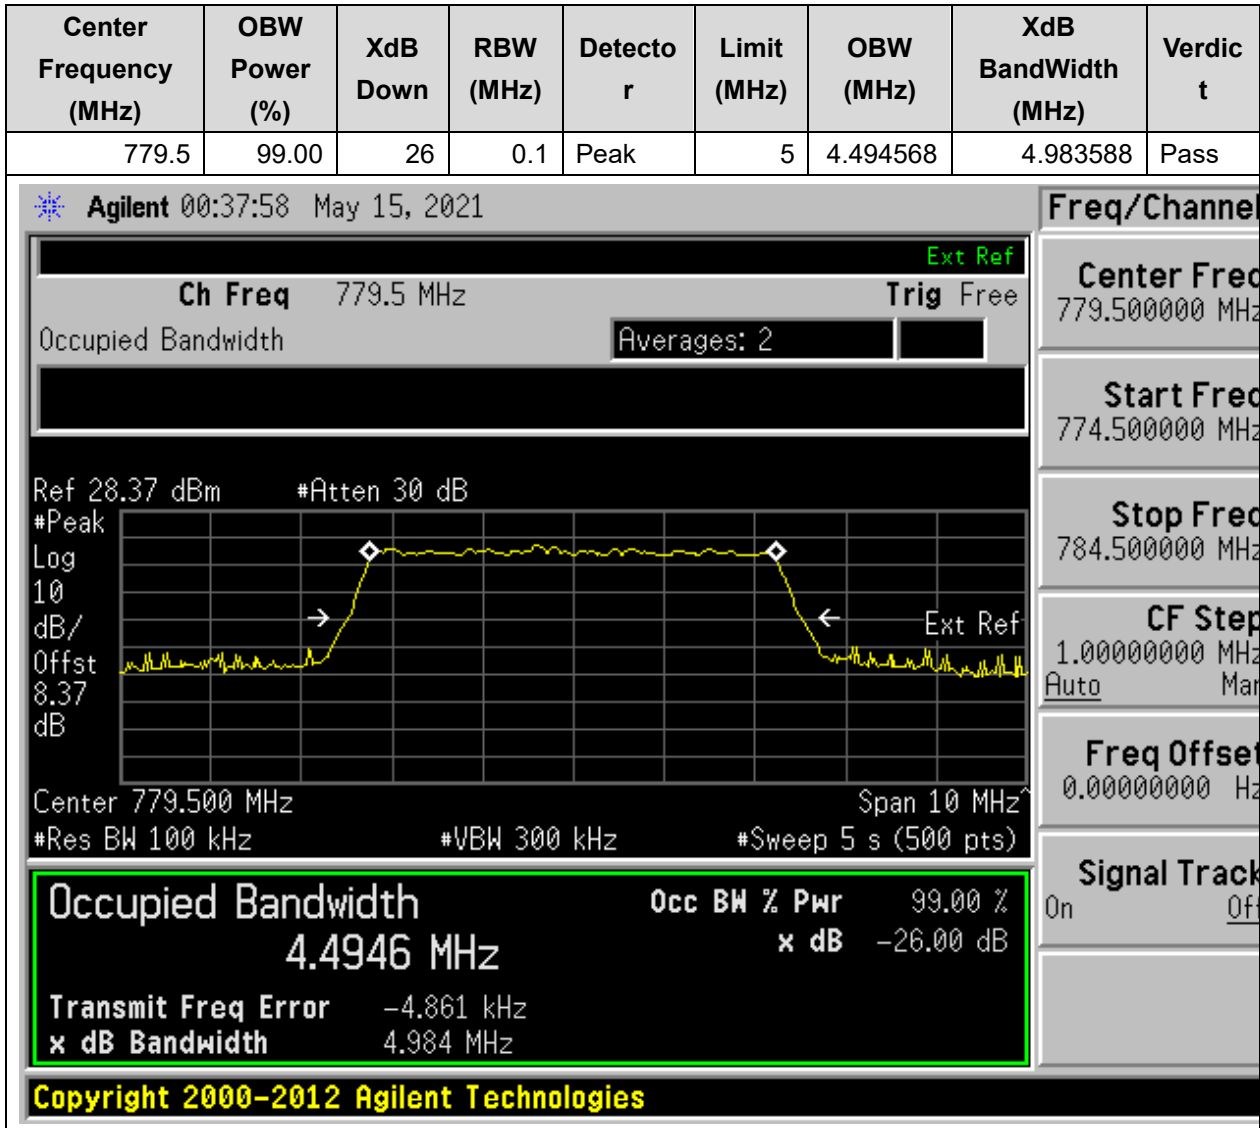 Center Frequency (MHz) OBW Power (%) XdB Down RBW (MHz) Detecto r Limit (MHz) OBW (MHz) XdB BandWidth (MHz) Verdic t
779.5 99.00 26 0.1 Peak 5 4.494568 4.983588 Pass
Agilent 00:37:58 May 15, 2021
Ext Ref
Ch Freq 779.5 MHz Trig Free
Occupied Bandwidth Averages: 2
Ref 28.37 dBm #Atten 30 dB
#Peak
Log
10
dB/
Offst
8.37
dB
Ext Ref
Center 779.500 MHz Span 10 MHz^
#Res BW 100 kHz #VBW 300 kHz #Sweep 5 s (500 pts)
Occupied Bandwidth
4.4946 MHz
Occ BW % Pwr 99.00 %
x dB -26.00 dB
Transmit Freq Error -4.861 kHz
x dB Bandwidth 4.984 MHz
Copyright 2000-2012 Agilent Technologies
Freq/Channel
Center Freq
779.500000 MHz
Start Freq
774.500000 MHz
Stop Freq
784.500000 MHz
CF Step
1.00000000 MHz
Auto Man
Freq Offset
0.00000000 Hz
Signal Track
On Off